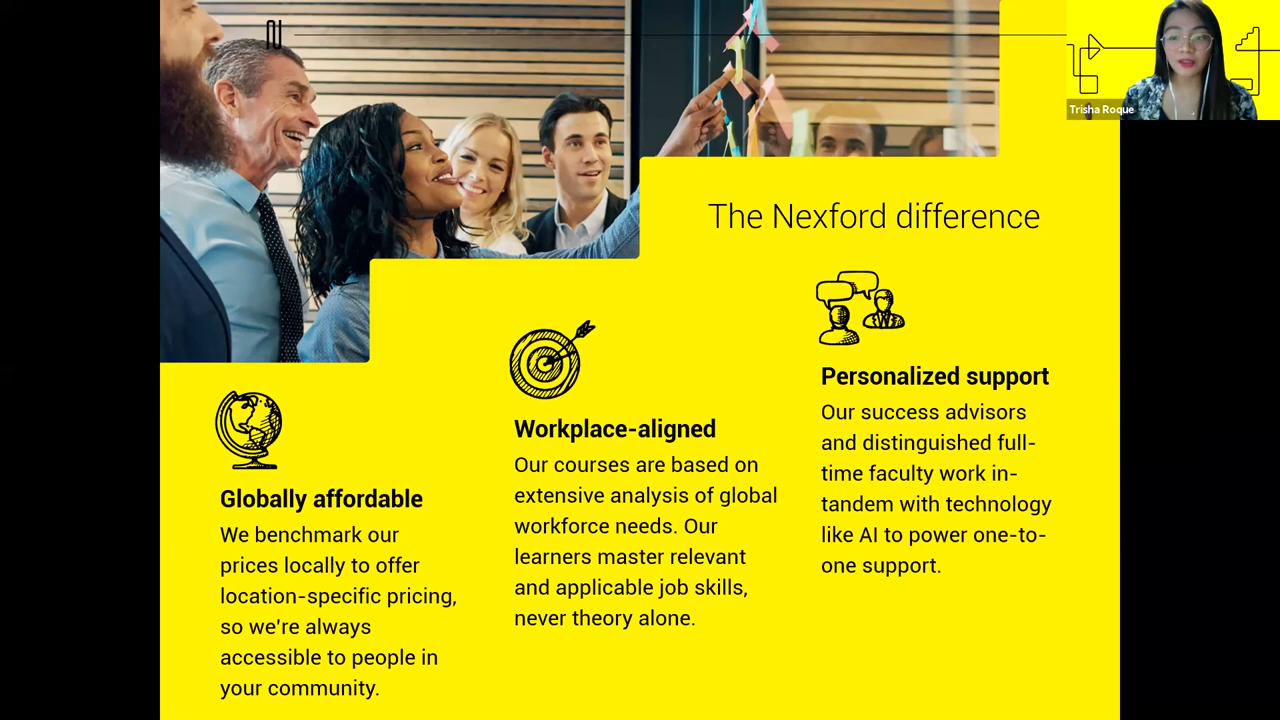 Trisha Roque
The Nexford difference
Globally affordable
We benchmark our
prices locally to offer
location-specific pricing,
so we're always
accessible to people in
your community.
Workplace-aligned
Our courses are based on
extensive analysis of global
workforce needs. Our
learners master relevant
and applicable job skills,
never theory alone.
Personalized support
Our success advisors
and distinguished full-
time faculty work in-
tandem with technology
like AI to power one-to-
one support.